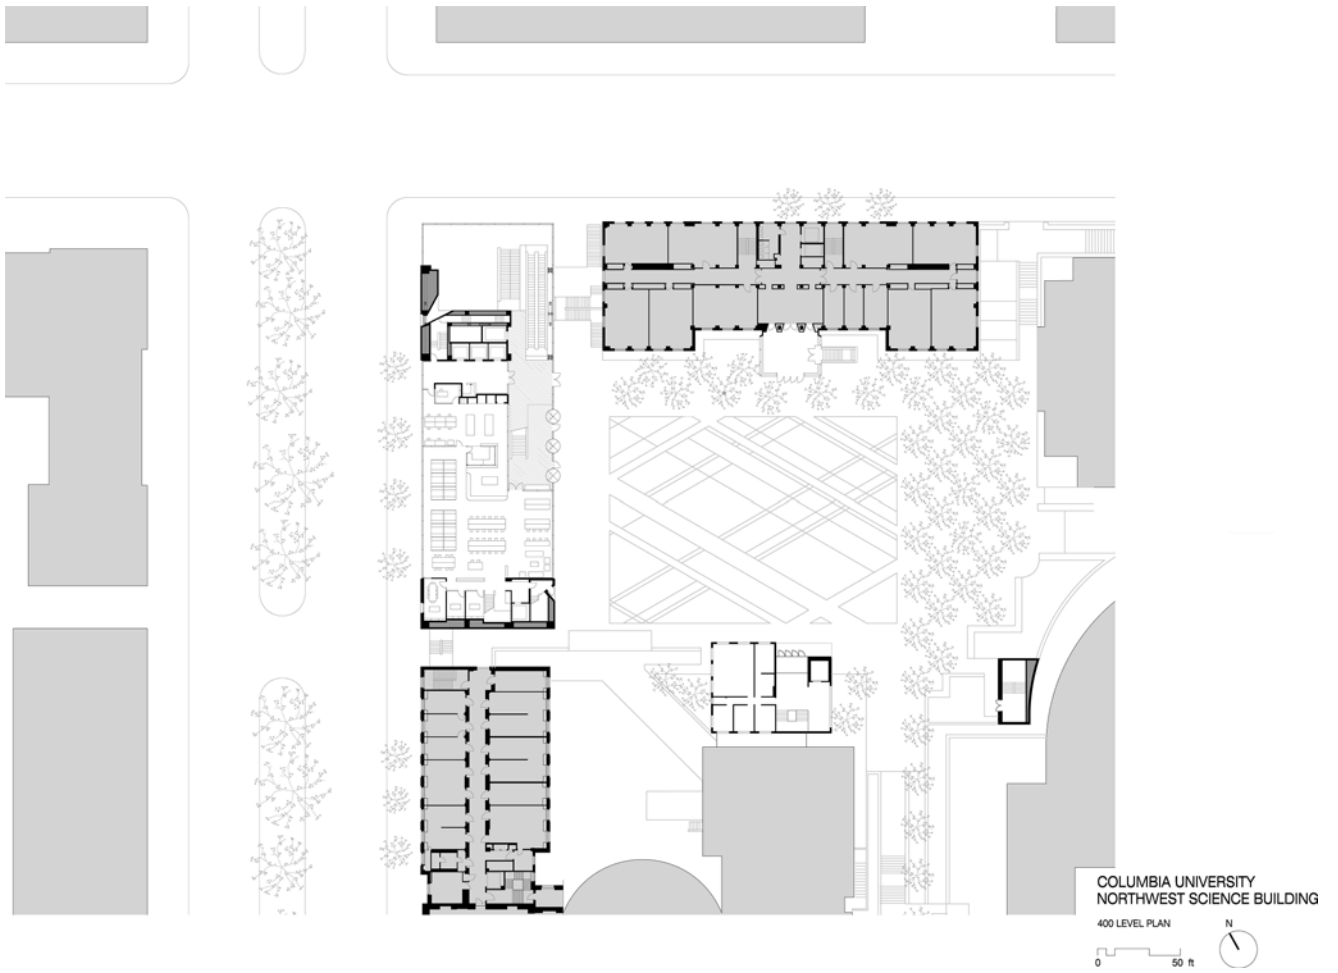 COLUMBIA UNIVERSITY
NORTHWEST SCIENCE BUILDING
400 LEVEL PLAN
N
0 50 ft